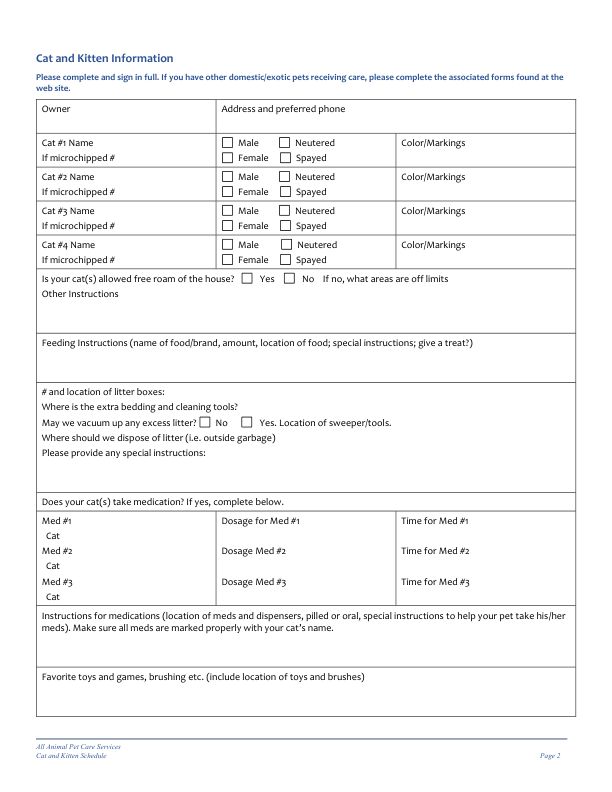 Cat and Kitten Information
Please complete and sign in full. If you have other domestic/exotic pets receiving care, please complete the associated forms found at the
web site.
Owner
Address and preferred phone
Cat #1 Name
If microchipped #
Male Neutered
Female Spayed
Color/Markings
Cat #2 Name
If microchipped #
Male Neutered
Female Spayed
Color/Markings
Cat #3 Name
If microchipped #
Male Neutered
Female Spayed
Color/Markings
Cat #4 Name
If microchipped #
Male Neutered
Female Spayed
Color/Markings
Is your cat(s) allowed free roam of the house? Yes No If no, what areas are off limits
Other Instructions
Feeding Instructions (name of food/brand, amount, location of food; special instructions; give a treat?)
# and location of litter boxes:
Where is the extra bedding and cleaning tools?
May we vacuum up any excess litter? No Yes. Location of sweeper/tools.
Where should we dispose of litter (i.e. outside garbage)
Please provide any special instructions:
Does your cat(s) take medication? If yes, complete below.
Med #1
Cat
Med #2
Cat
Med #3
Cat
Dosage for Med #1
Dosage Med #2
Dosage Med #3
Time for Med #1
Time for Med #2
Time for Med #3
Instructions for medications (location of meds and dispensers, pilled or oral, special instructions to help your pet take his/her
meds). Make sure all meds are marked properly with your cat's name.
Favorite toys and games, brushing etc. (include location of toys and brushes)
All Animal Pet Care Services
Cat and Kitten Schedule
Page 2